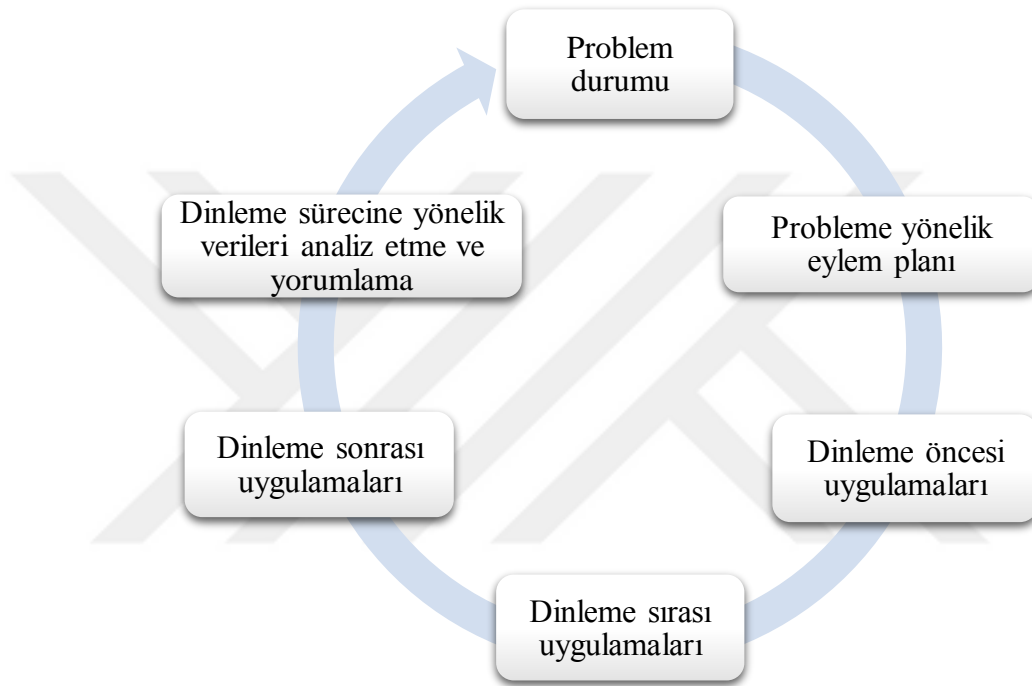 Problem
durumu
Probleme yönelik
eylem planı
Dinleme öncesi
uygulamaları
Dinleme sırası
uygulamaları
Dinleme sonrası
uygulamaları
Dinleme sürecine yönelik
verileri analiz etme ve
yorumlama